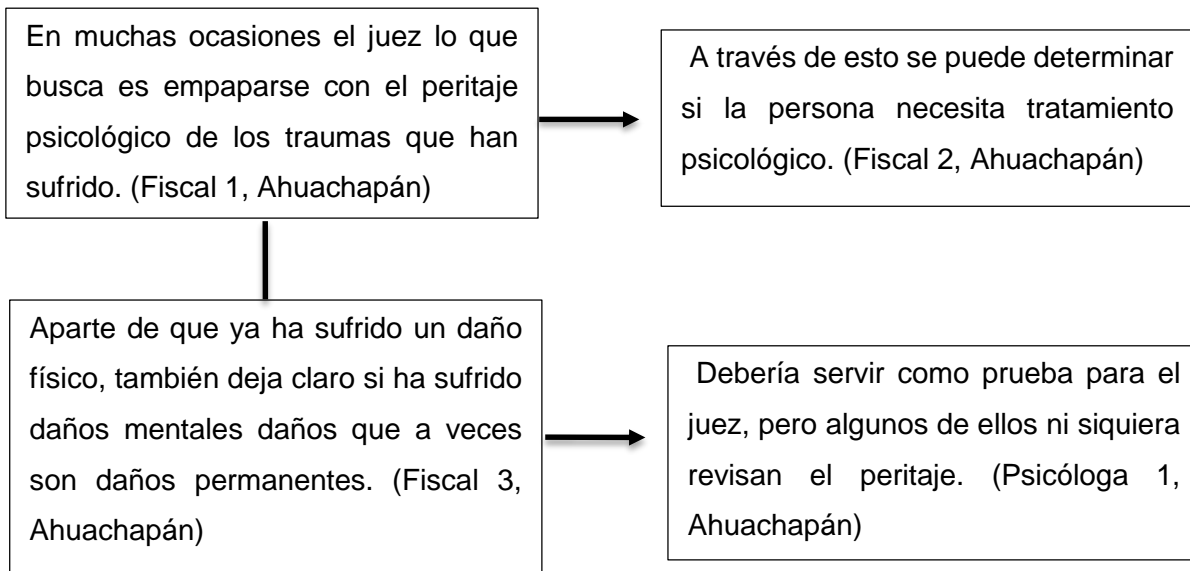 En muchas ocasiones el juez lo que
busca es empaparse con el peritaje
psicológico de los traumas que han
sufrido. (Fiscal 1, Ahuachapán)
A través de esto se puede determinar
si la persona necesita tratamiento
psicológico. (Fiscal 2, Ahuachapán)
Aparte de que ya ha sufrido un daño
físico, también deja claro si ha sufrido
daños mentales daños que a veces
son daños permanentes. (Fiscal 3,
Ahuachapán)
Debería servir como prueba para el
juez, pero algunos de ellos ni siquiera
revisan el peritaje. (Psicóloga 1,
Ahuachapán)